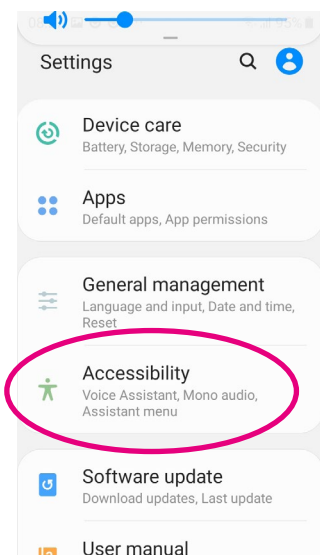 Settings
Device care
Battery, Storage, Memory, Security
Apps
Default apps, App permissions
General management
Language and input, Date and time,
Reset
Accessibility
Voice Assistant, Mono audio,
Assistant menu
Software update
Download updates, Last update
User manual